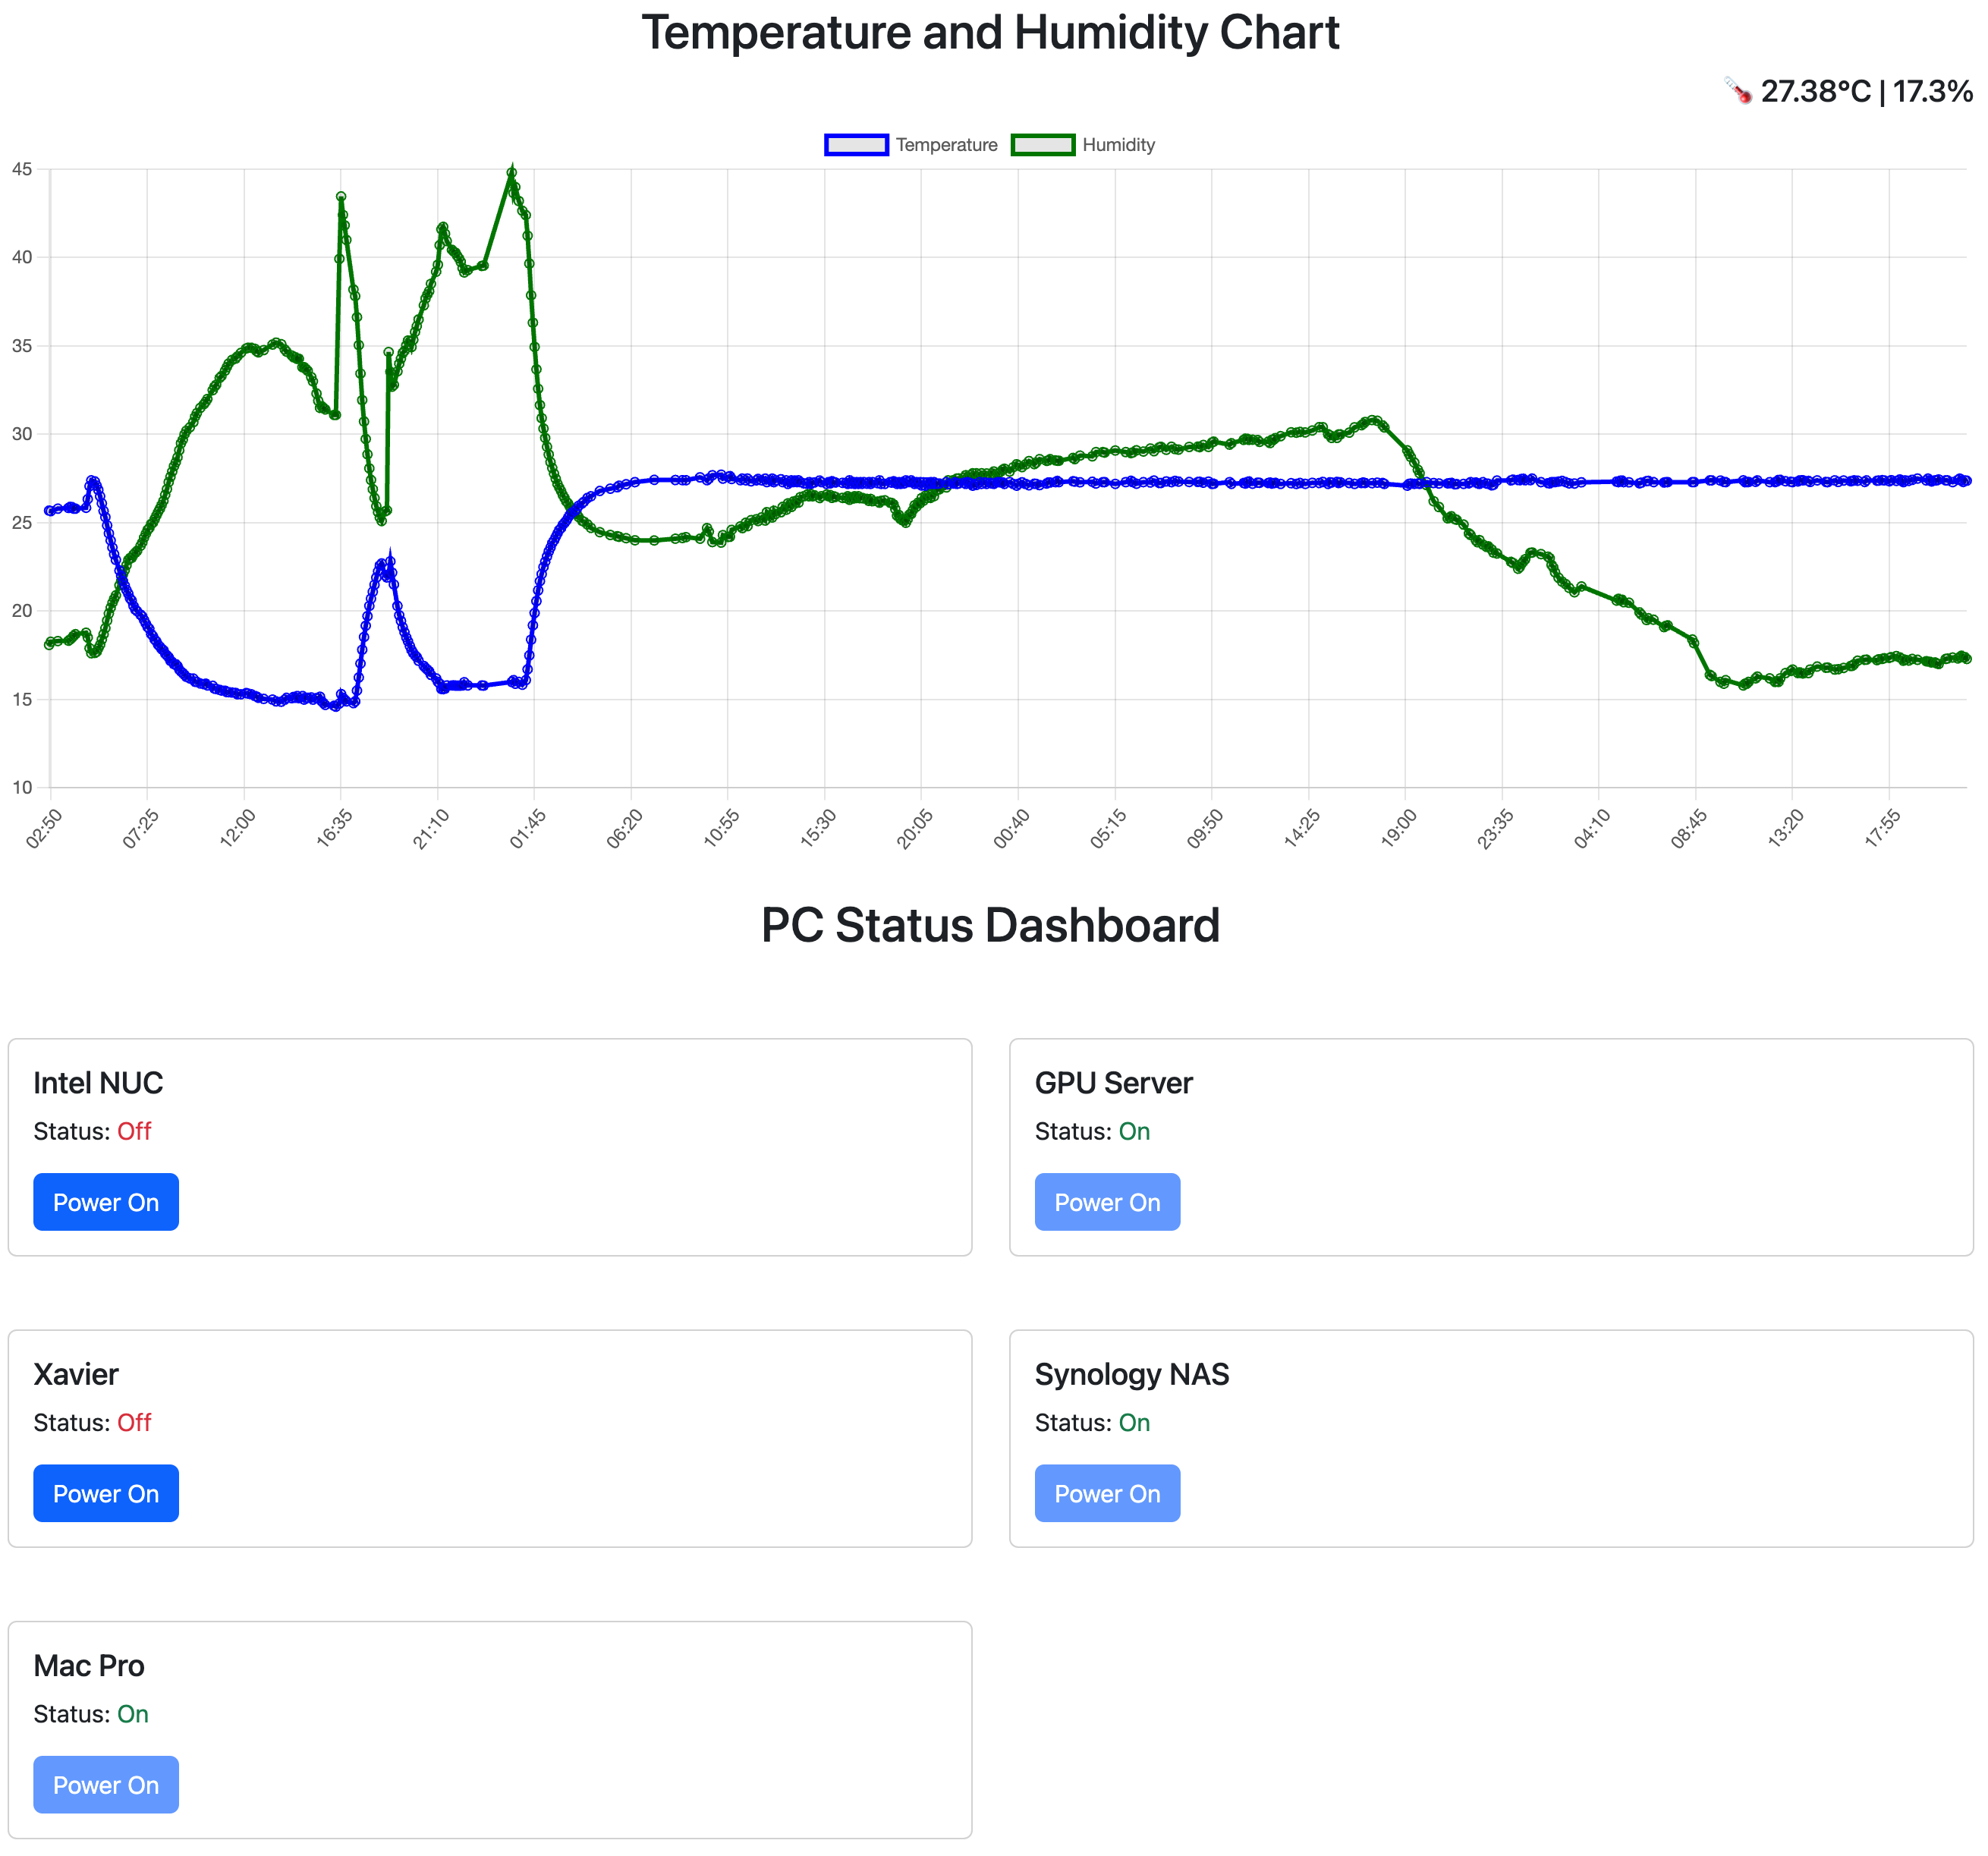 Temperature and Humidity Chart
27.38°C | 17.3%
Temperature Humidity
45
40
35
30
25
20
15
10
02:50 07:25 12:00 16:35 21:10 01:45 06:20 10:55 15:30 20:05 00:40 05:15 09:50 14:25 19:00 23:35 04:10 08:45 13:20 17:55
PC Status Dashboard
Intel NUC
Status: Off
Power On
GPU Server
Status: On
Power On
Xavier
Status: Off
Power On
Synology NAS
Status: On
Power On
Mac Pro
Status: On
Power On